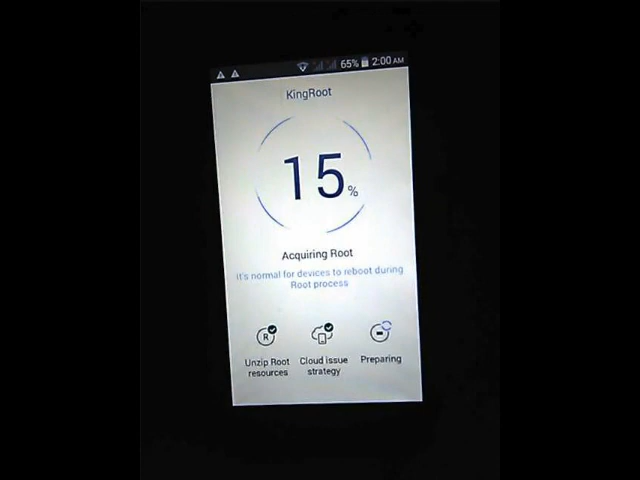 65% 2:00 AM
KingRoot
15%
Acquiring Root
it's normal for devices to reboot during
Root process
Unzip Root
resources
Cloud issue
strategy
Preparing